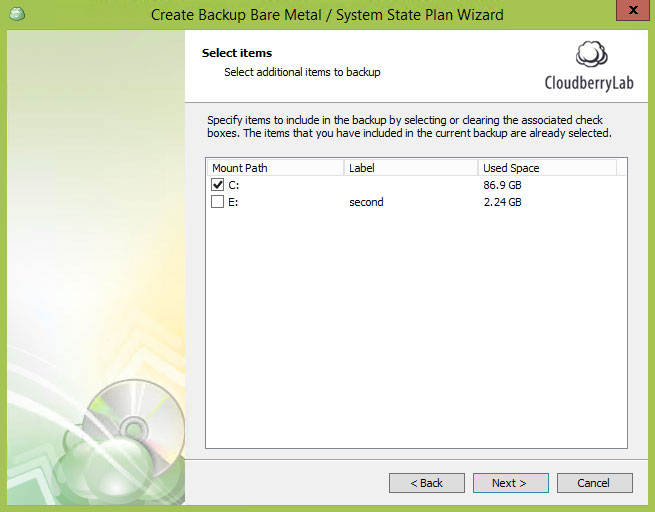 Create Backup Bare Metal / System State Plan Wizard
x
Select items
Select additional items to backup
CloudberryLab
Specify items to include in the backup by selecting or clearing the associated check
boxes. The items that you have included in the current backup are already selected.
Mount Path Label Used Space
C: 86.9 GB
E: second 2.24 GB
< Back Next > Cancel